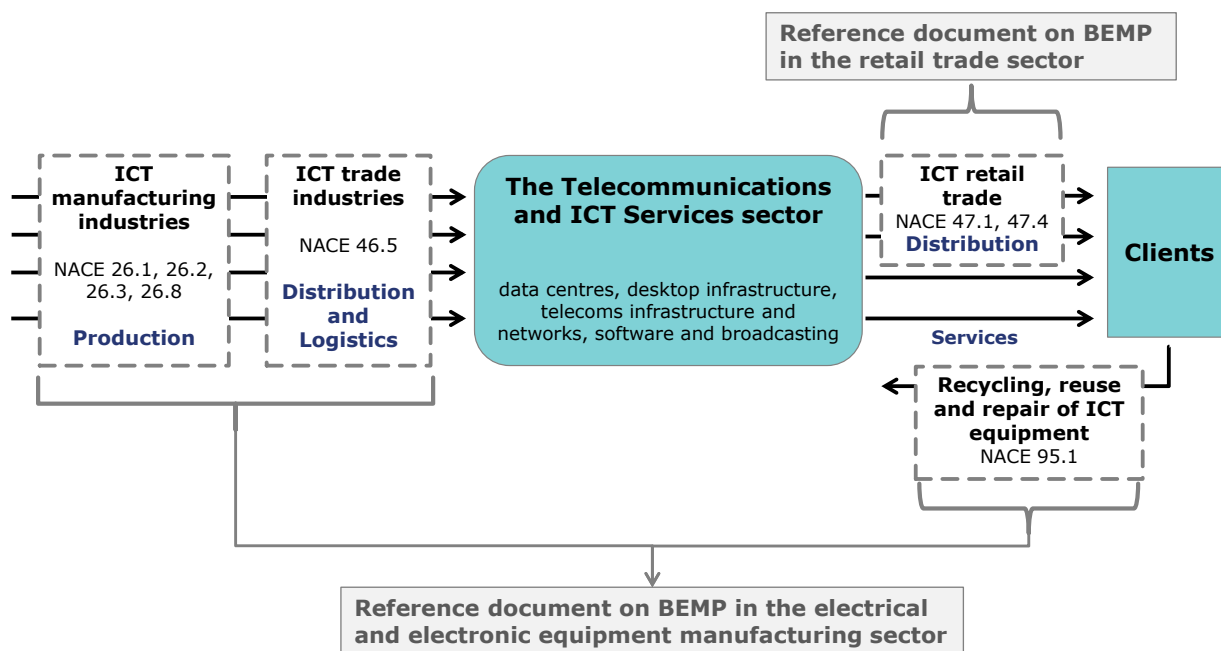 Reference document on BEMP
in the retail trade sector
ICT
manufacturing
industries
NACE 26.1, 26.2,
26.3, 26.8
Production
ICT trade
industries
NACE 46.5
Distribution
and
Logistics
The Telecommunications
and ICT Services sector
data centres, desktop infrastructure,
telecoms infrastructure and
networks, software and broadcasting
ICT retail
trade
NACE 47.1, 47.4
Distribution
Services
Clients
Recycling, reuse
and repair of ICT
equipment
NACE 95.1
Reference document on BEMP in the electrical
and electronic equipment manufacturing sector